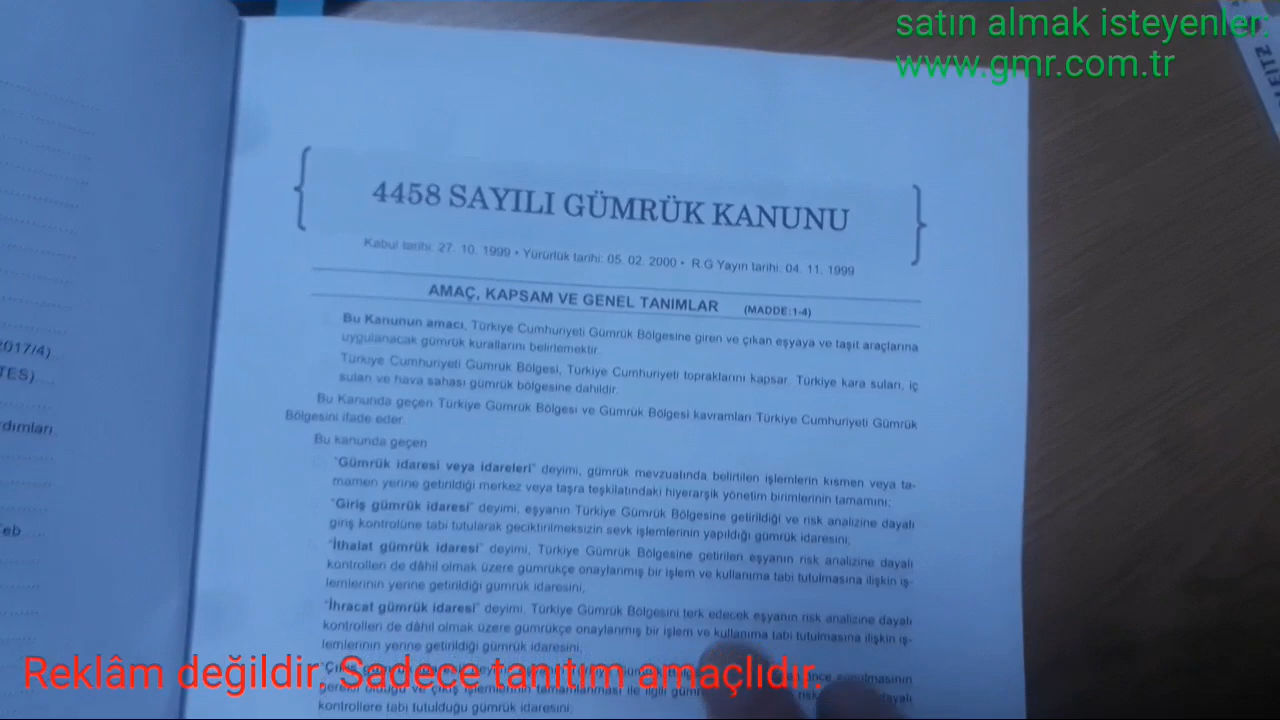 satın almak isteyenler:
www.gmr.com.tr
4458 SAYILI GÜMRÜK KANUNU
Kabul tarihi: 27. 10. 1999 • Yürürlük tarihi: 05. 02. 2000 • R.G Yayın tarihi: 04. 11. 1999
AMAÇ, KAPSAM VE GENEL TANIMLAR (MADDE:1-4)
Bu Kanunun amacı, Türkiye Cumhuriyeti Gümrük Bölgesine giren ve çıkan eşyaya ve taşıt araçlarına
uygulanacak gümrük kurallarını belirlemektir.
Türkiye Cumhuriyeti Gümrük Bölgesi, Türkiye Cumhuriyeti topraklarını kapsar. Türkiye kara suları, iç
suları ve hava sahası gümrük bölgesine dahildir.
Bu Kanunda geçen Türkiye Gümrük Bölgesi ve Gümrük Bölgesi kavramları Türkiye Cumhuriyeti Gümrük
Bölgesini ifade eder.
Bu kanunda geçen
"Gümrük idaresi veya idareleri" deyimi, gümrük mevzuatında belirtilen işlemlerin kısmen veya ta-
mamen yerine getirildiği merkez veya taşra teşkilatındaki hiyerarşik yönetim birimlerinin tamamını;
"Giriş gümrük idaresi" deyimi, eşyanın Türkiye Gümrük Bölgesine getirildiği ve risk analizine dayalı
giriş kontrolüne tabi tutularak geciktirilmeksizin sevk işlemlerinin yapıldığı gümrük idaresini;
"İthalat gümrük idaresi" deyimi, Türkiye Gümrük Bölgesine getirilen eşyanın risk analizine dayalı
kontrolleri de dâhil olmak üzere gümrükçe onaylanmış bir işlem ve kullanıma tabi tutulmasına ilişkin iş-
lemlerinin yerine getirildiği gümrük idaresini;
"İhracat gümrük idaresi" deyimi, Türkiye Gümrük Bölgesini terk edecek eşyanın risk analizine dayalı
kontrolleri de dâhil olmak üzere gümrükçe onaylanmış bir işlem ve kullanıma tabi tutulmasına ilişkin iş-
lemlerinin yerine getirildiği gümrük idaresini;
Reklâm değildir. Sadece tanıtım amaçlıdır.
ve çıkış işlemlerinin tamamlanması ile ilgili
kontrollere tabi tutulduğu gümrük idaresini;
2017/4)
TES)